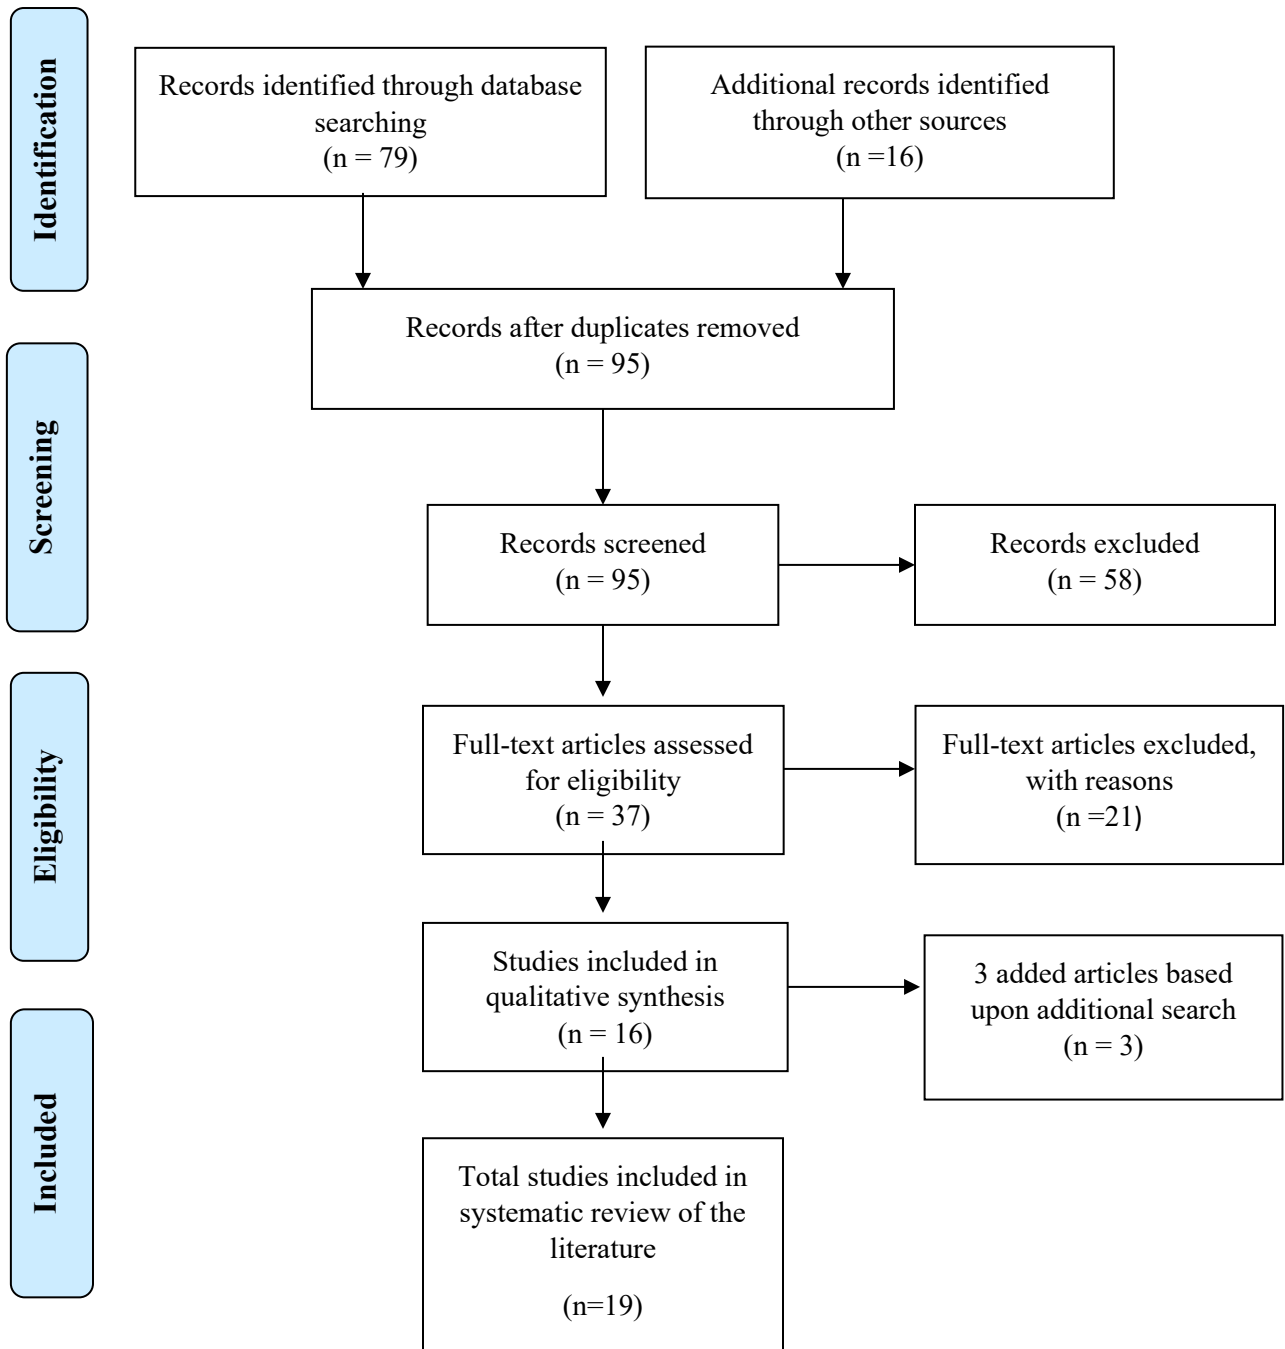 Identification
Records identified through database
searching
(n = 79)
Additional records identified
through other sources
(n =16)
Records after duplicates removed
(n = 95)
Screening
Records screened
(n = 95)
Records excluded
(n = 58)
Eligibility
Full-text articles assessed
for eligibility
(n = 37)
Full-text articles excluded,
with reasons
(n =21)
Studies included in
qualitative synthesis
(n = 16)
3 added articles based
upon additional search
(n = 3)
Included
Total studies included in
systematic review of the
literature
(n=19)